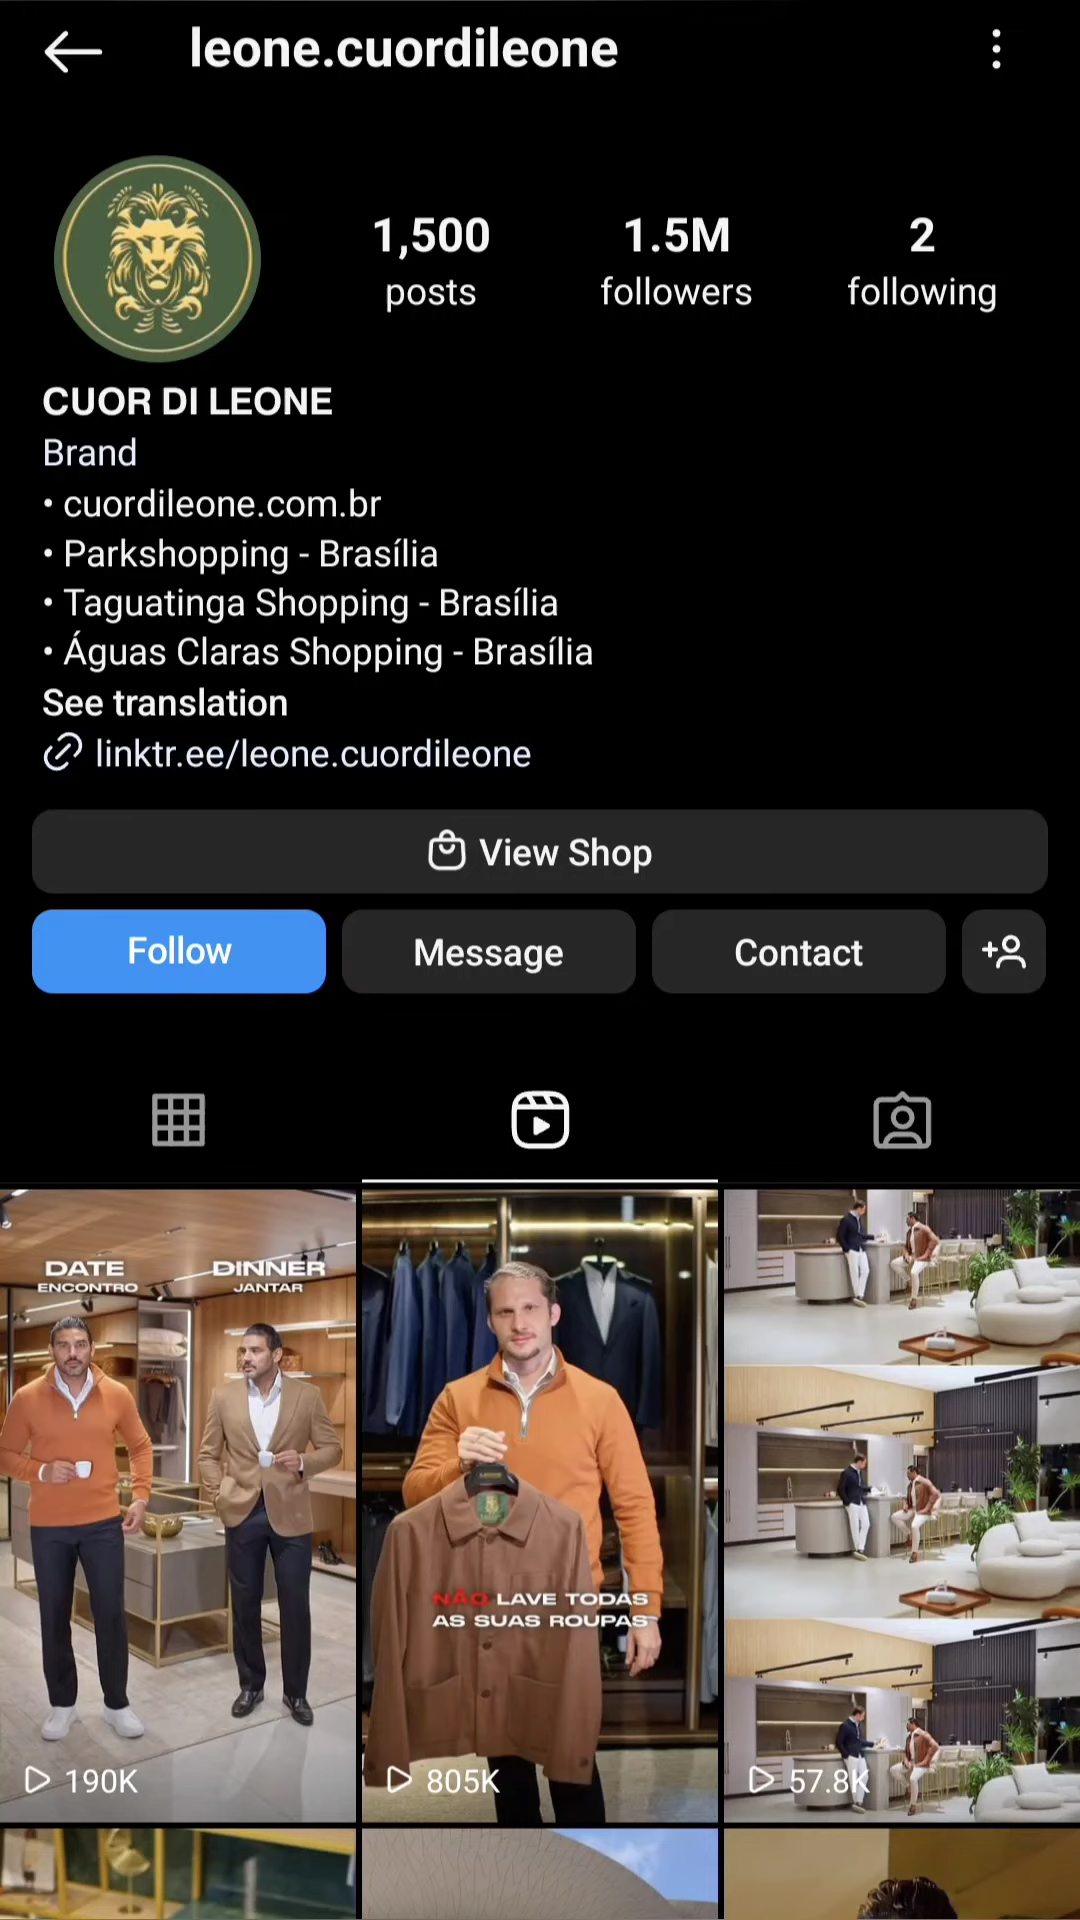 leone.cuordileone
1,500
posts
1.5M
followers
2
following
CUOR DI LEONE
Brand
• cuordileone.com.br
• Parkshopping - Brasília
• Taguatinga Shopping - Brasília
• Águas Claras Shopping - Brasília
See translation
linktr.ee/leone.cuordileone
View Shop
Follow
Message
Contact
DATE
ENCONTRO
DINNER
JANTAR
NÃO LAVE TODAS
AS SUAS ROUPAS
190K
805K
57.8K